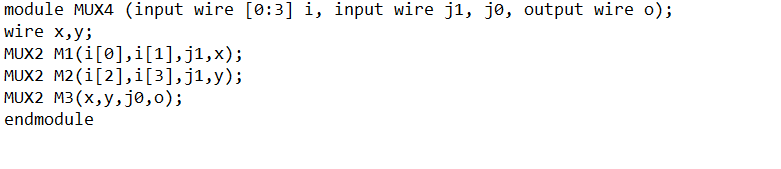 module MUX4 (input wire [0:3] i, input wire j1, j0, output wire o);
wire x,y;
MUX2 M1(i[0],i[1],j1,x);
MUX2 M2(i[2],i[3],j1,y);
MUX2 M3(x,y,j0,o);
endmodule